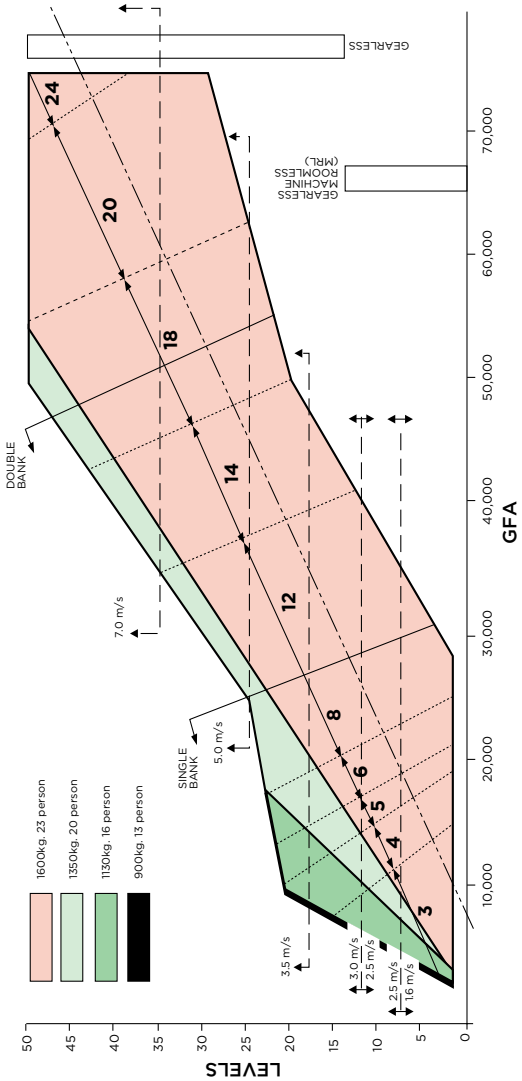 1600kg. 23 person
1350kg. 20 person
1130kg. 16 person
900kg. 13 person
LEVELS
50
45
40
35
30
25
20
15
10
5
0
GFA
10,000
20,000
30,000
40,000
50,000
60,000
70,000
SINGLE
BANK
DOUBLE
BANK
7.0 m/s
5.0 m/s
3.5 m/s
3.0 m/s
2.5 m/s
2.5 m/s
1.6 m/s
3
4
5
6
8
12
14
18
20
24
GEARLESS
MACHINE
ROOMLESS
(MRL)
GEARLESS